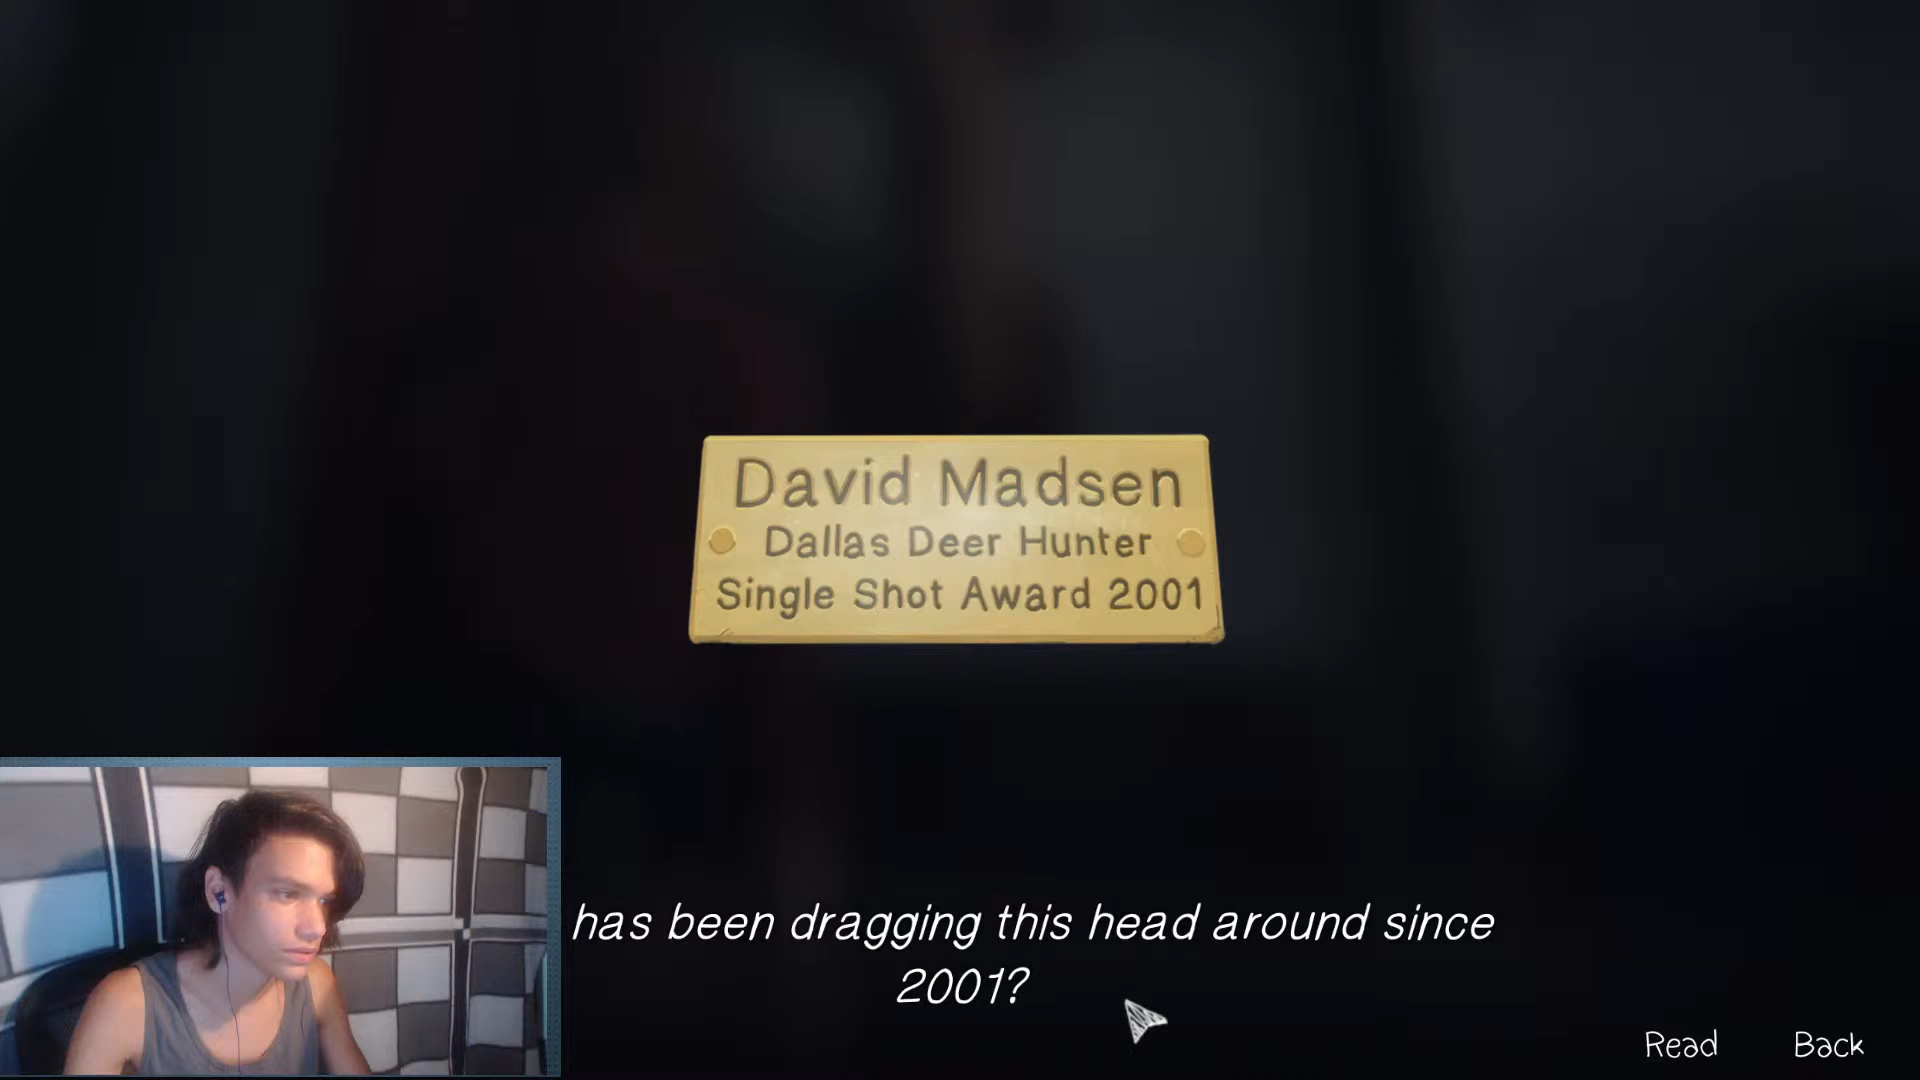 David Madsen
Dallas Deer Hunter
Single Shot Award 2001
has been dragging this head around since
2001?
Read
Back